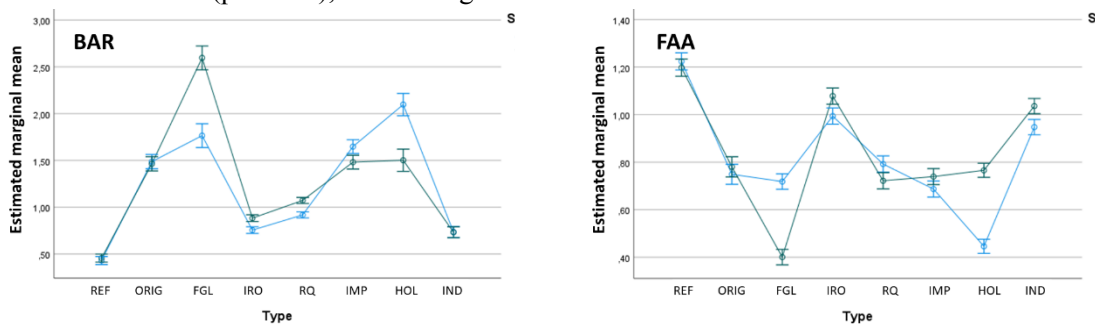 (p
),
g
3,00
S
BAR
2,50
2,00
1,50
1,00
,50
Estimated marginal mean
REF ORIG FGL IRO RQ IMP HOL IND
Type
S
FAA
1,20
1,00
,80
,60
,40
Estimated marginal mean
REF ORIG FGL IRO RQ IMP HOL IND
Type